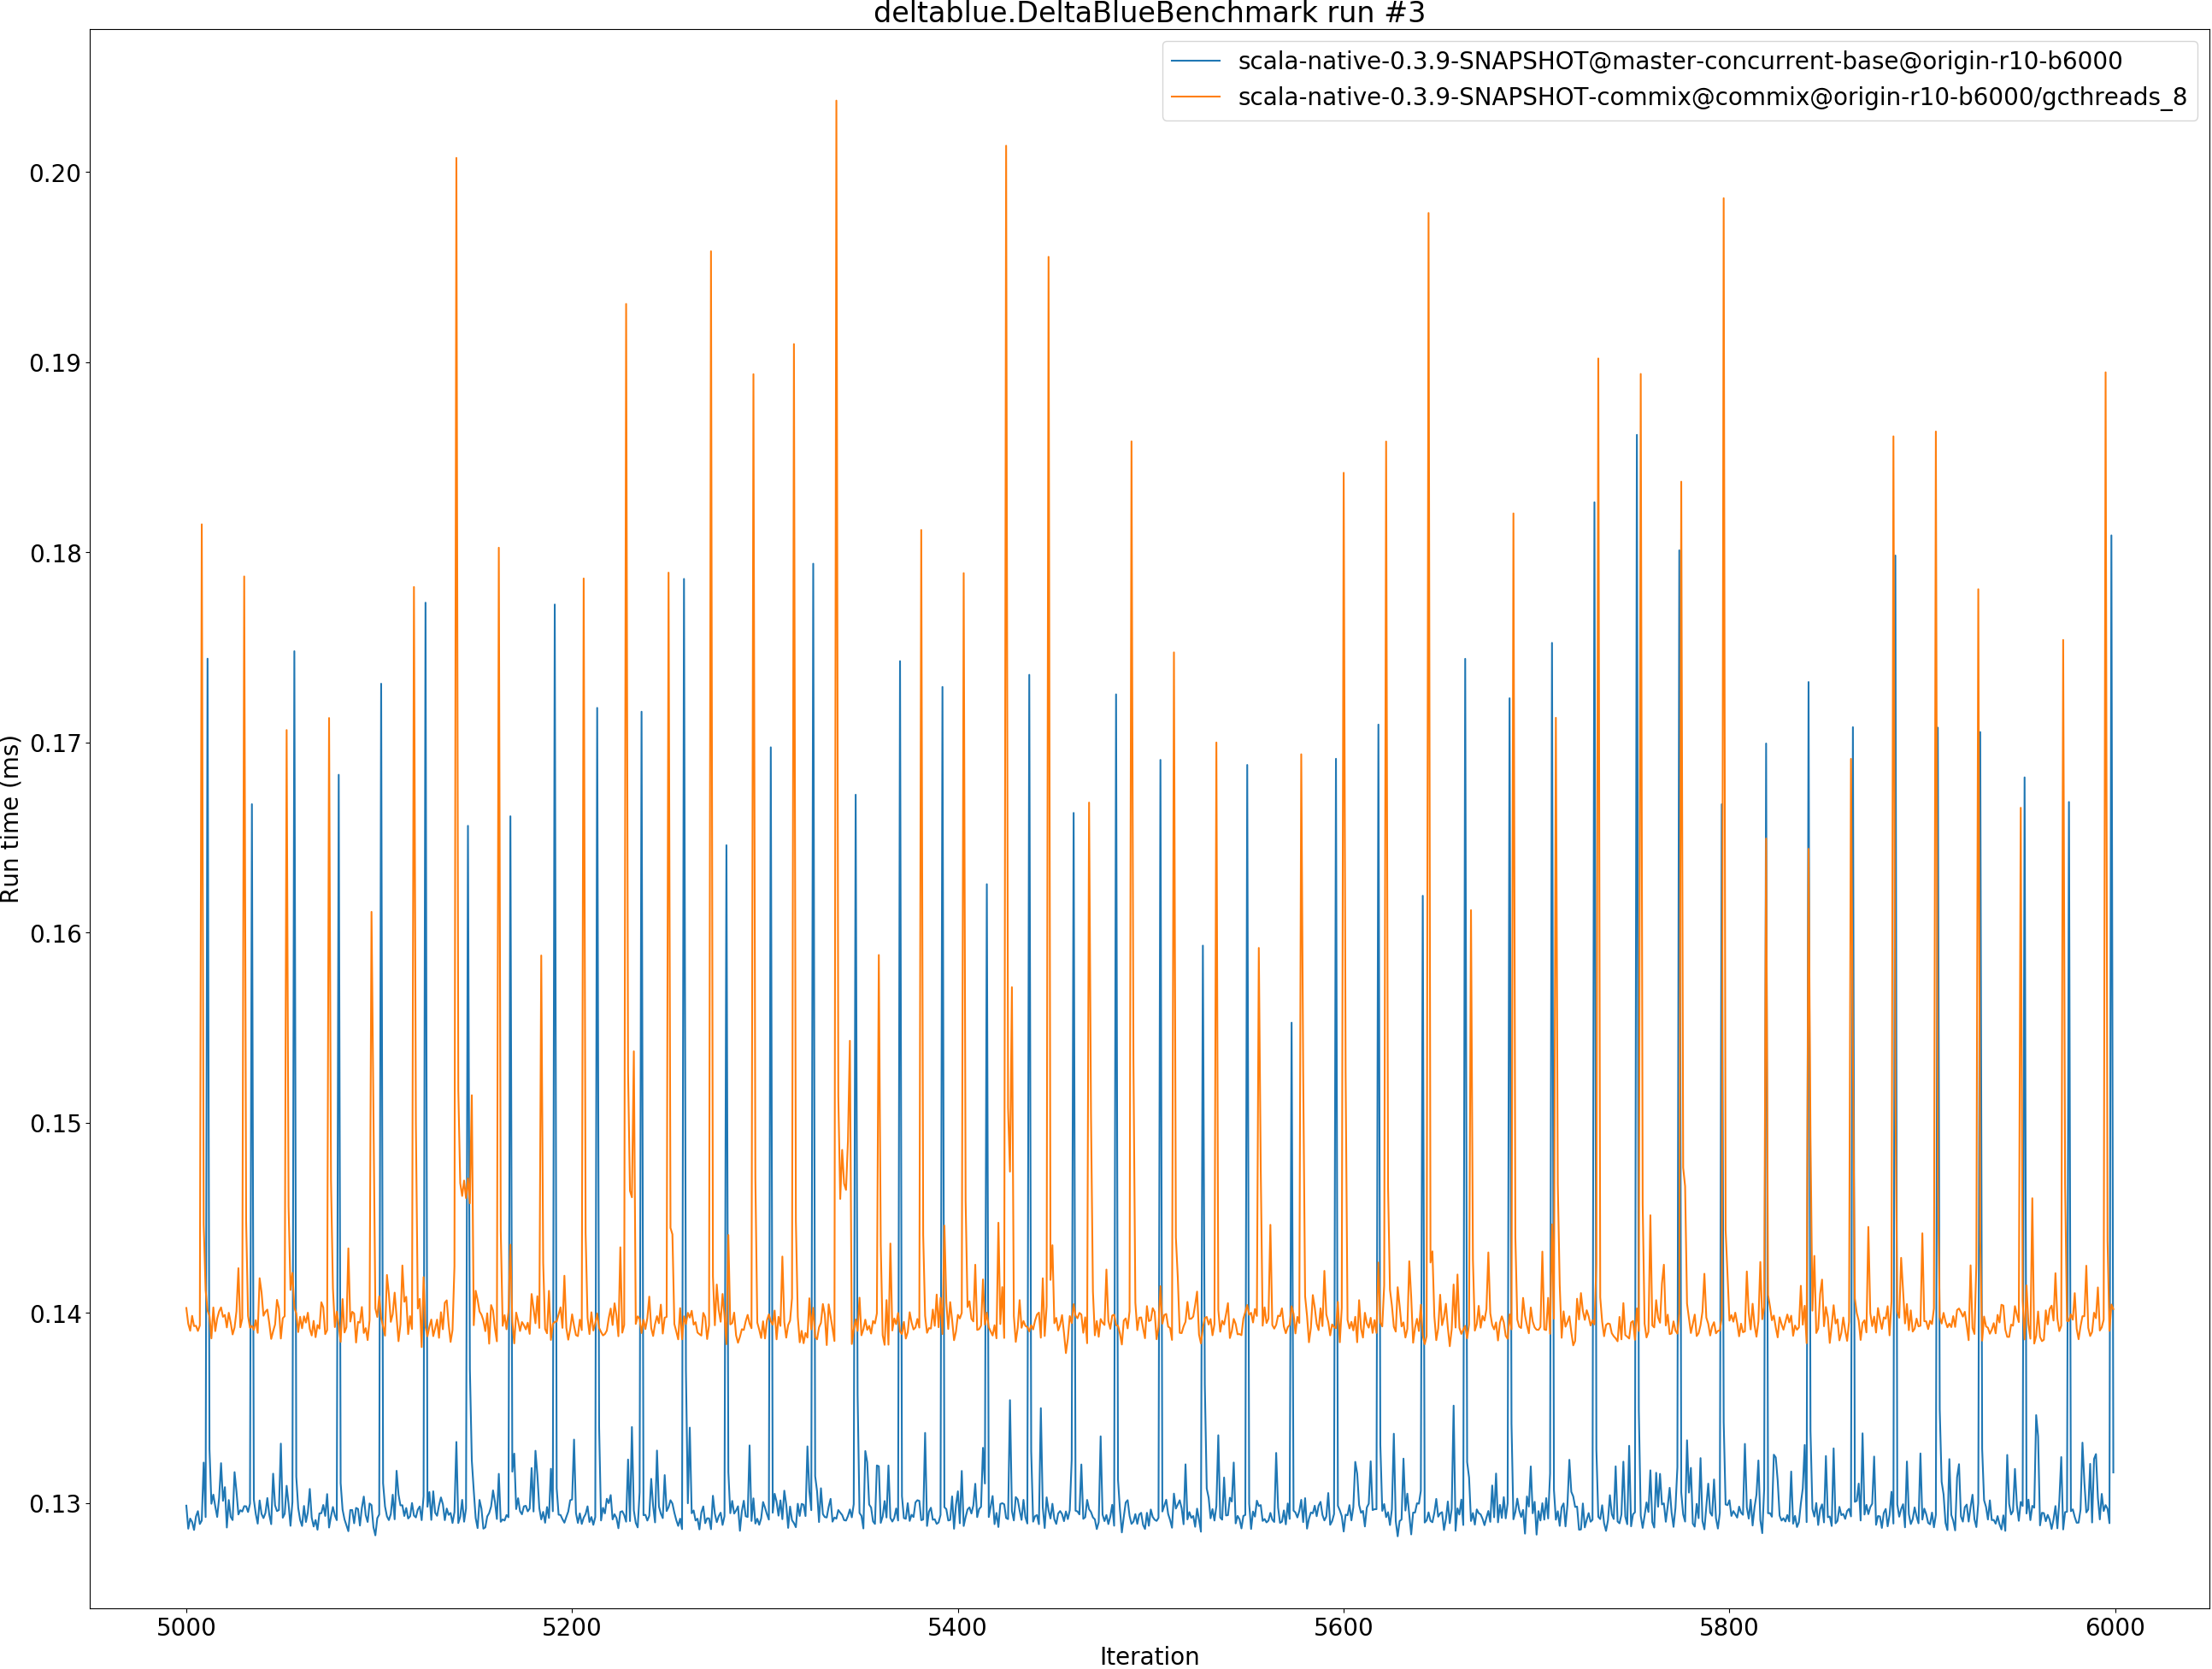 deltablue.DeltaBlueBenchmark run #3
scala-native-0.3.9-SNAPSHOT@master-concurrent-base@origin-r10-b6000
scala-native-0.3.9-SNAPSHOT-commix@commix@origin-r10-b6000/gcthreads_8
0.20
0.19
0.18
0.17
0.16
0.15
0.14
0.13
Run time (ms)
5000
5200
5400
5600
5800
6000
Iteration